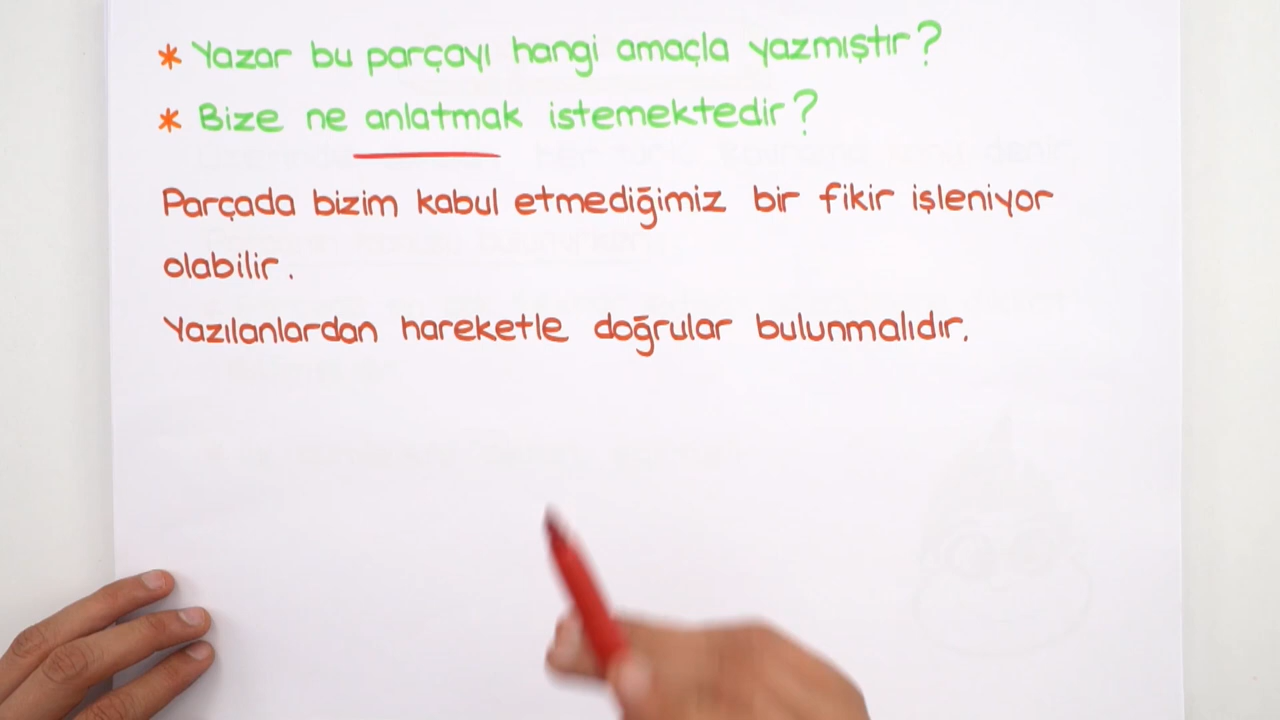 * Yazar bu parçayı hangi amaçla yazmıştır?
* Bize ne anlatmak istemektedir?
Parçada bizim kabul etmediğimiz bir fikir işleniyor
olabilir.
Yazılanlardan hareketle doğrular bulunmalıdır.